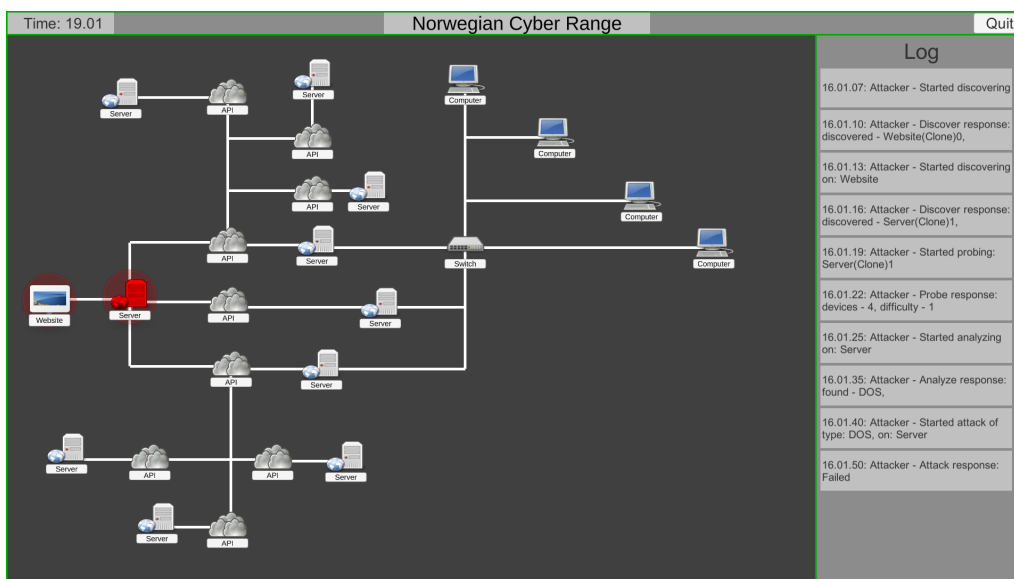 Time: 19.01
Norwegian Cyber Range
Quit
Server
API
Server
API
API
Server
API
Server
Website
Server
API
Server
API
Server
Server
API
API
Server
Server
API
Computer
Computer
Computer
Switch
Computer
Log
16.01.07: Attacker - Started discovering
16.01.10: Attacker - Discover response:
discovered - Website(Clone)0,
16.01.13: Attacker - Started discovering
on: Website
16.01.16: Attacker - Discover response:
discovered - Server(Clone)1,
16.01.19: Attacker - Started probing:
Server(Clone)1
16.01.22: Attacker - Probe response:
devices - 4, difficulty - 1
16.01.25: Attacker - Started analyzing
on: Server
16.01.35: Attacker - Analyze response:
found - DOS,
16.01.40: Attacker - Started attack of
type: DOS, on: Server
16.01.50: Attacker - Attack response:
Failed